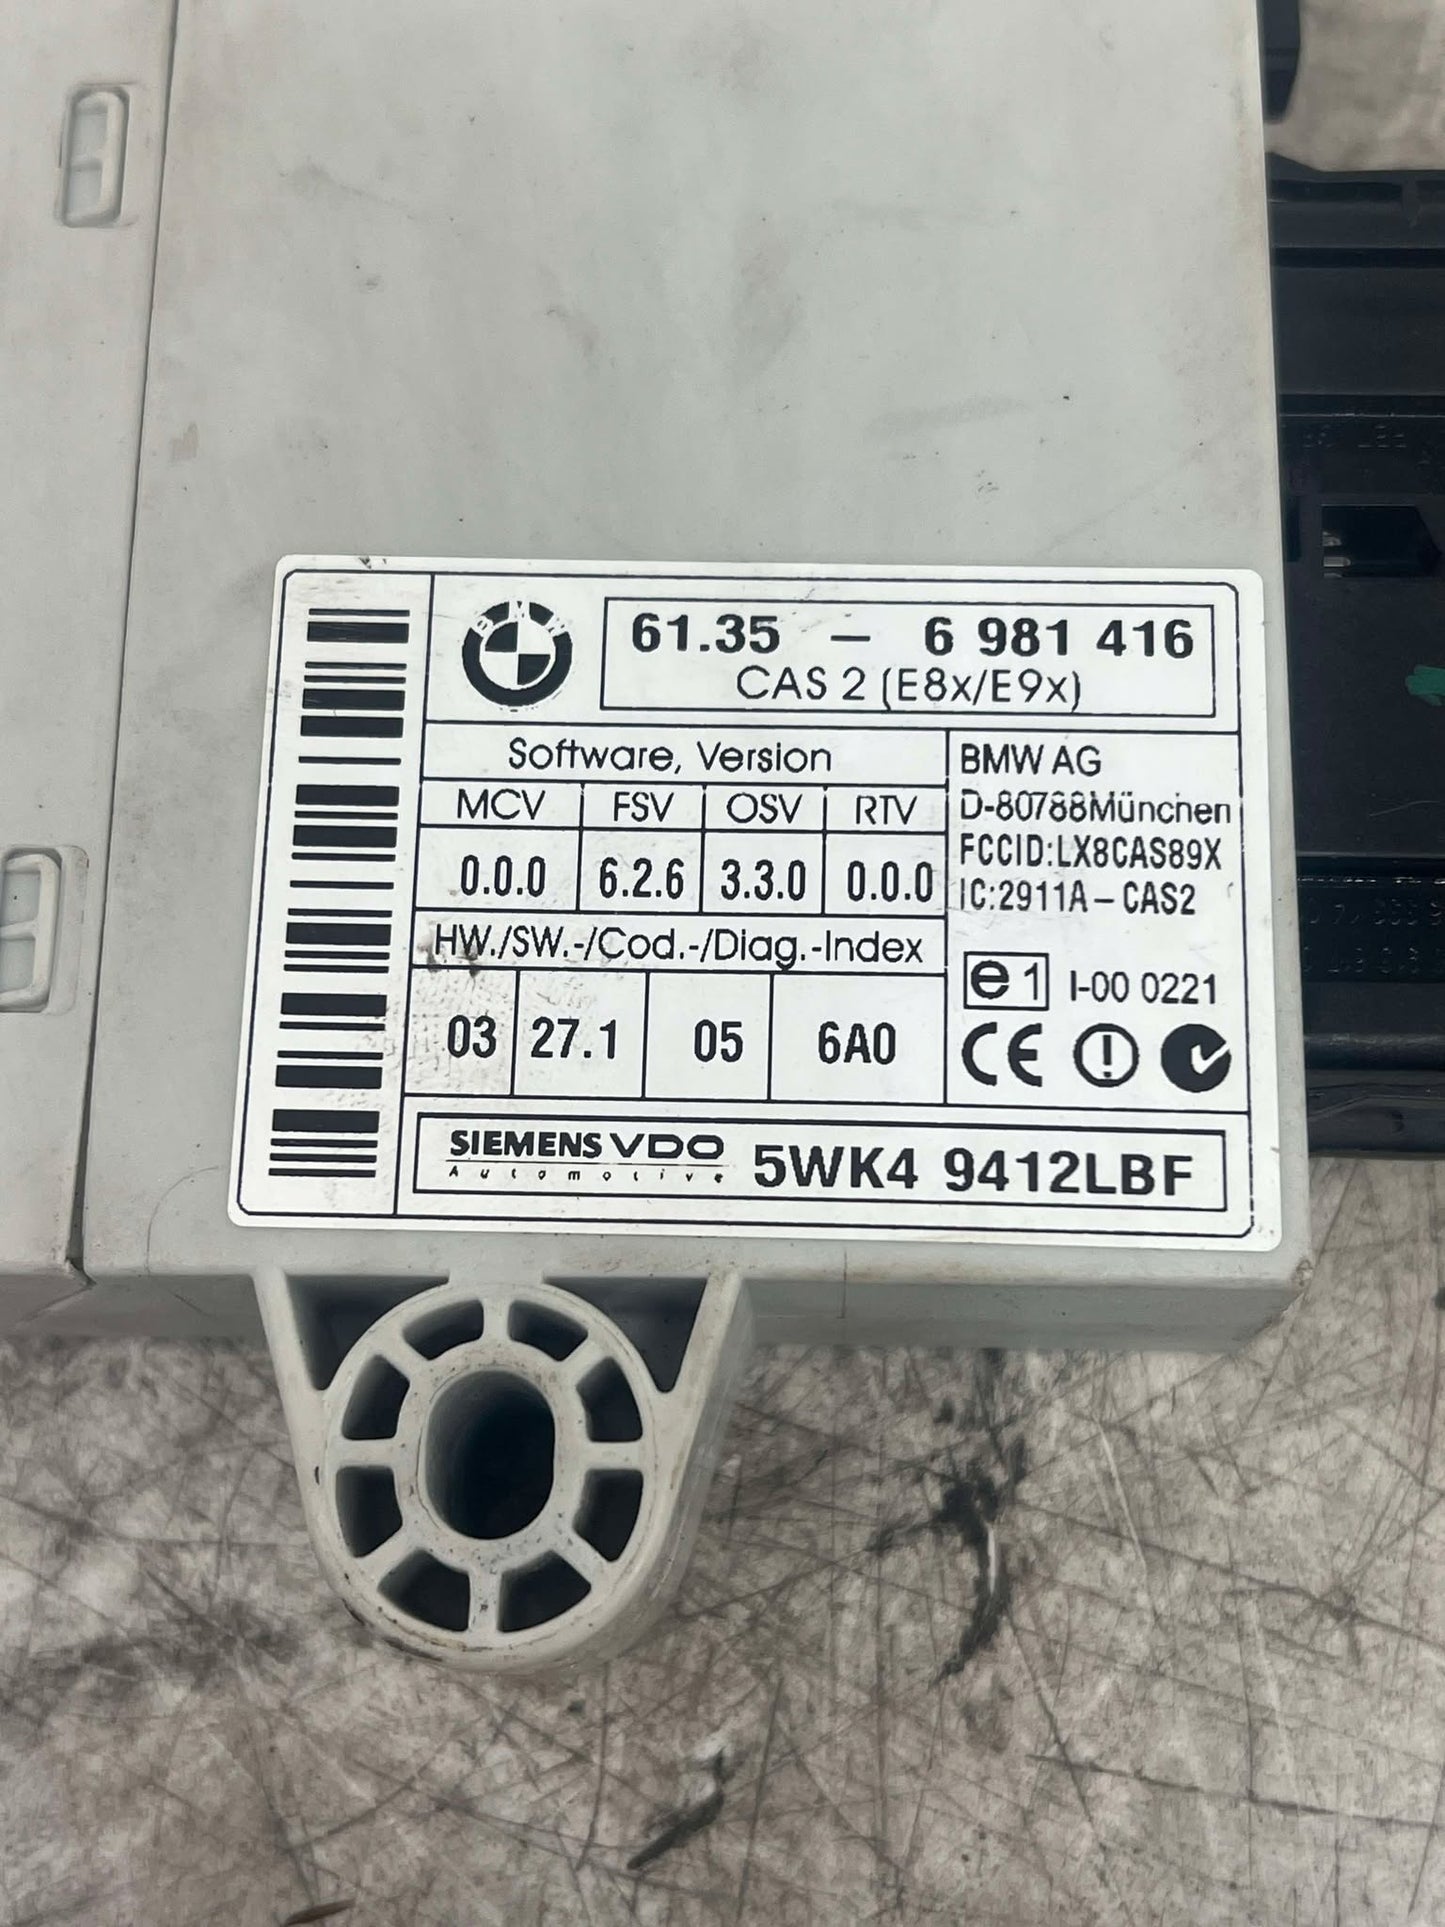 BMW
61.35 - 6 981 416
CAS 2 (E8x/E9x)
Software, Version
MCV FSV OSV RTV
0.0.0 6.2.6 3.3.0 0.0.0
BMW AG
D-80788München
FCCID:LX8CAS89X
IC:2911A-CAS2
HW./SW.-/Cod.-/Diag.-Index
03 27.1 05 6A0
e1 I-00 0221
CE
SIEMENS VDO
Automotive
5WK4 9412LBF